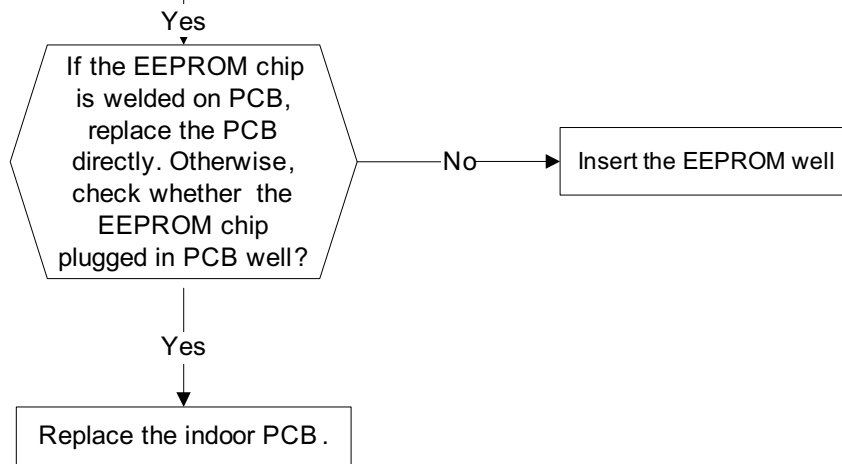 Yes
If the EEPROM chip
is welded on PCB,
replace the PCB
directly. Otherwise,
check whether the
EEPROM chip
plugged in PCB well?
No
Insert the EEPROM well
Yes
Replace the indoor PCB.